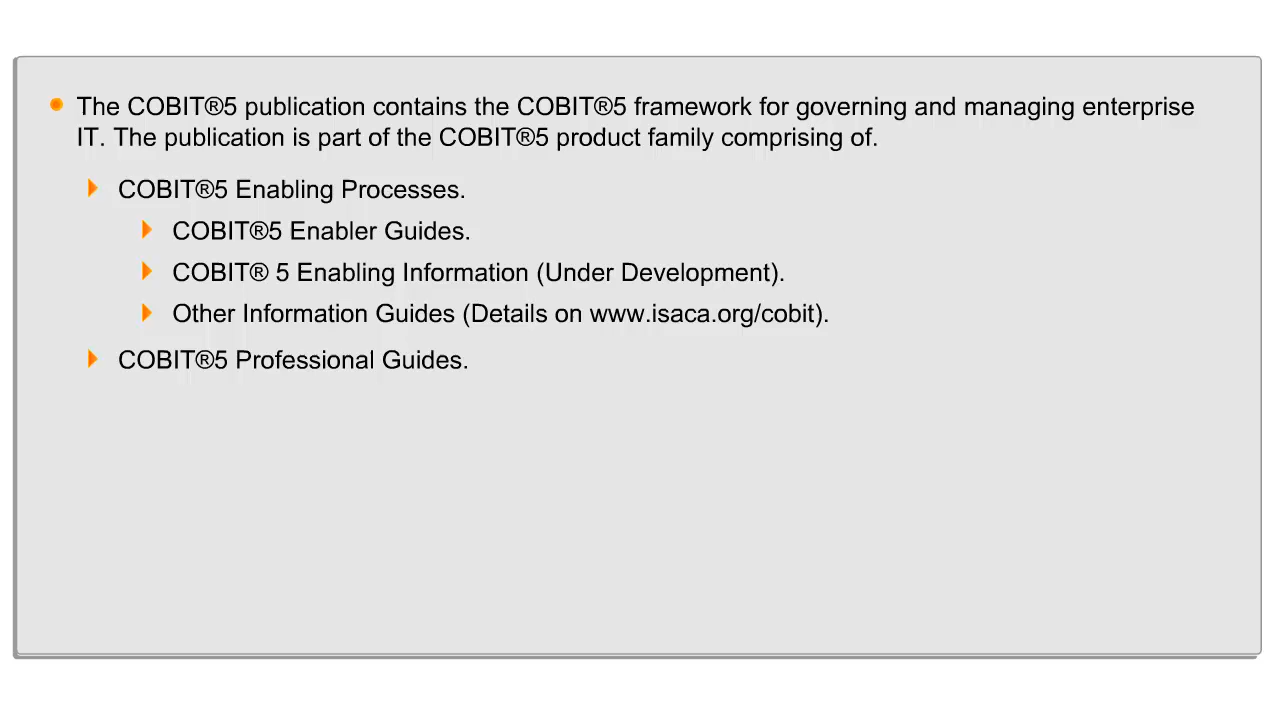 The COBIT®5 publication contains the COBIT®5 framework for governing and managing enterprise
IT. The publication is part of the COBIT®5 product family comprising of.
COBIT®5 Enabling Processes.
COBIT®5 Enabler Guides.
COBIT® 5 Enabling Information (Under Development).
Other Information Guides (Details on www.isaca.org/cobit).
COBIT®5 Professional Guides.